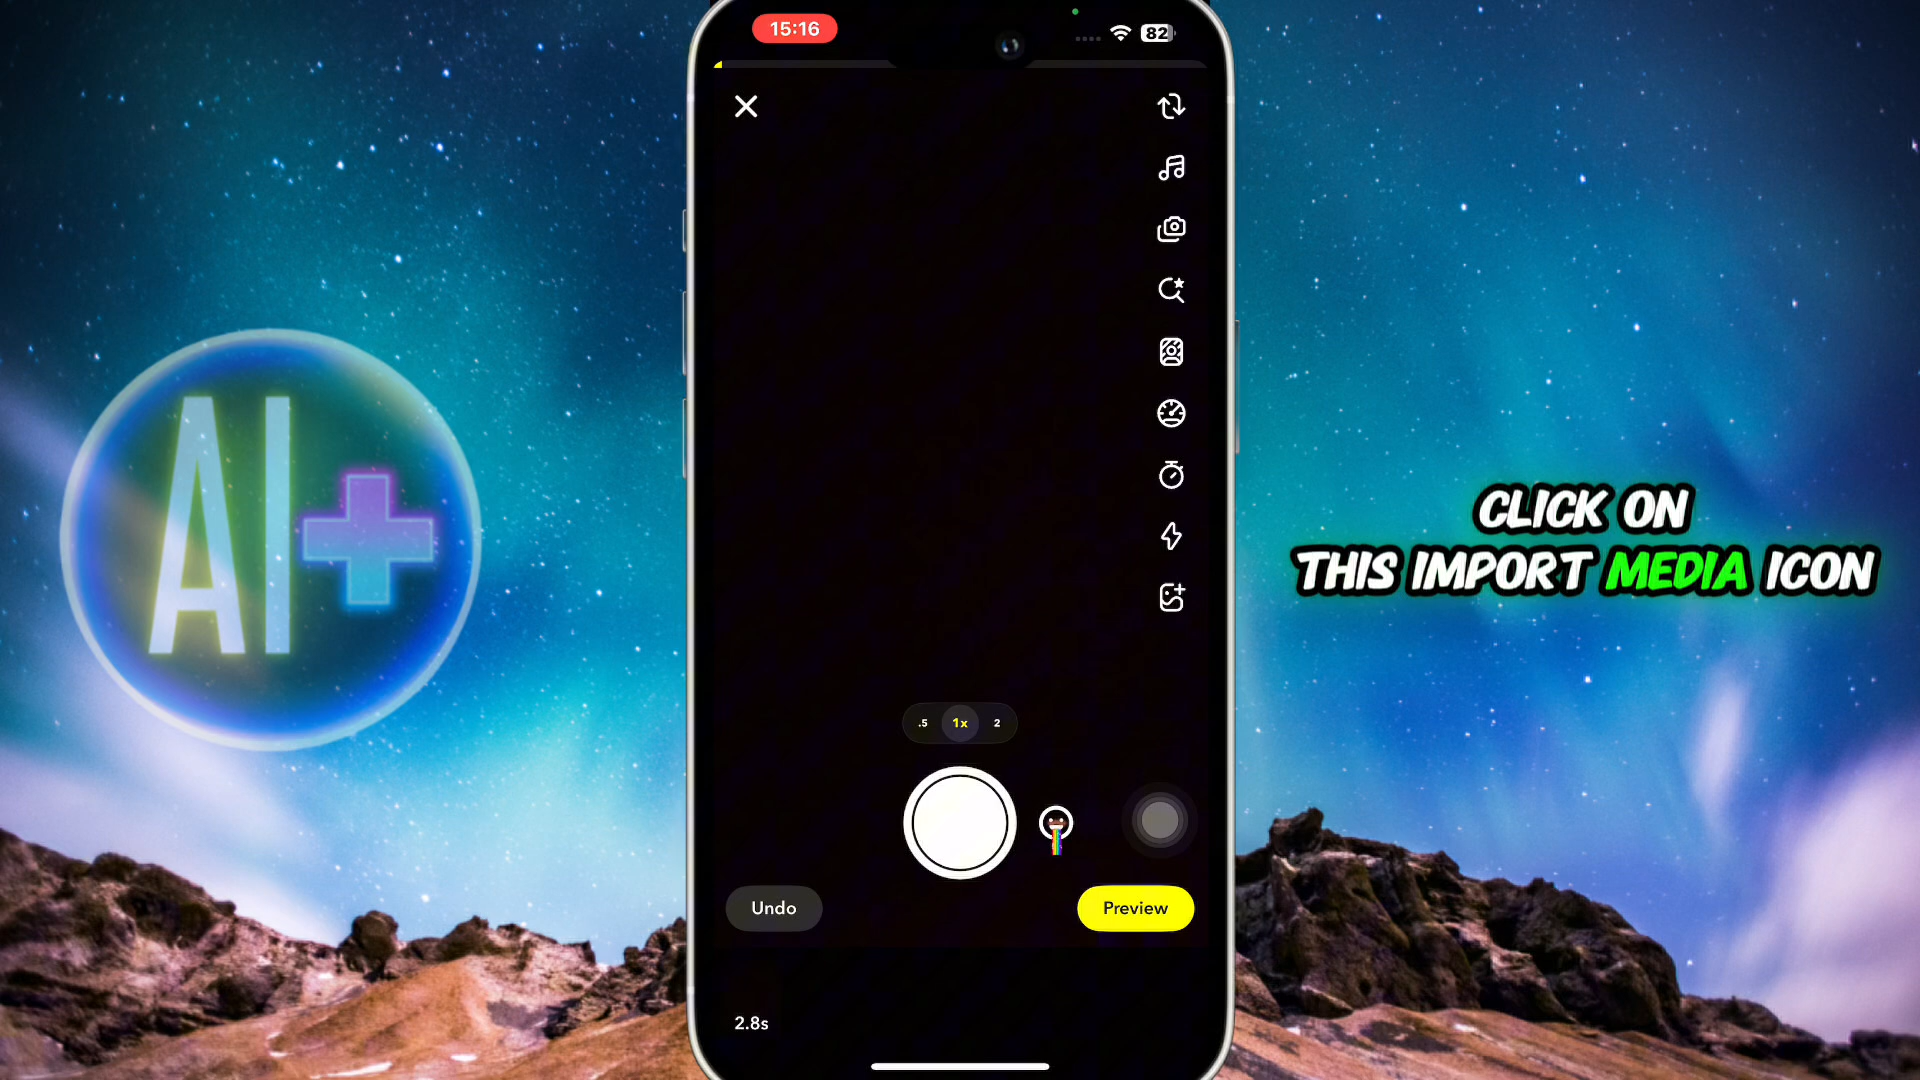 15:16
82
AI+
CLICK ON
THIS IMPORT MEDIA ICON
.5 1x 2
Undo
Preview
2.8s